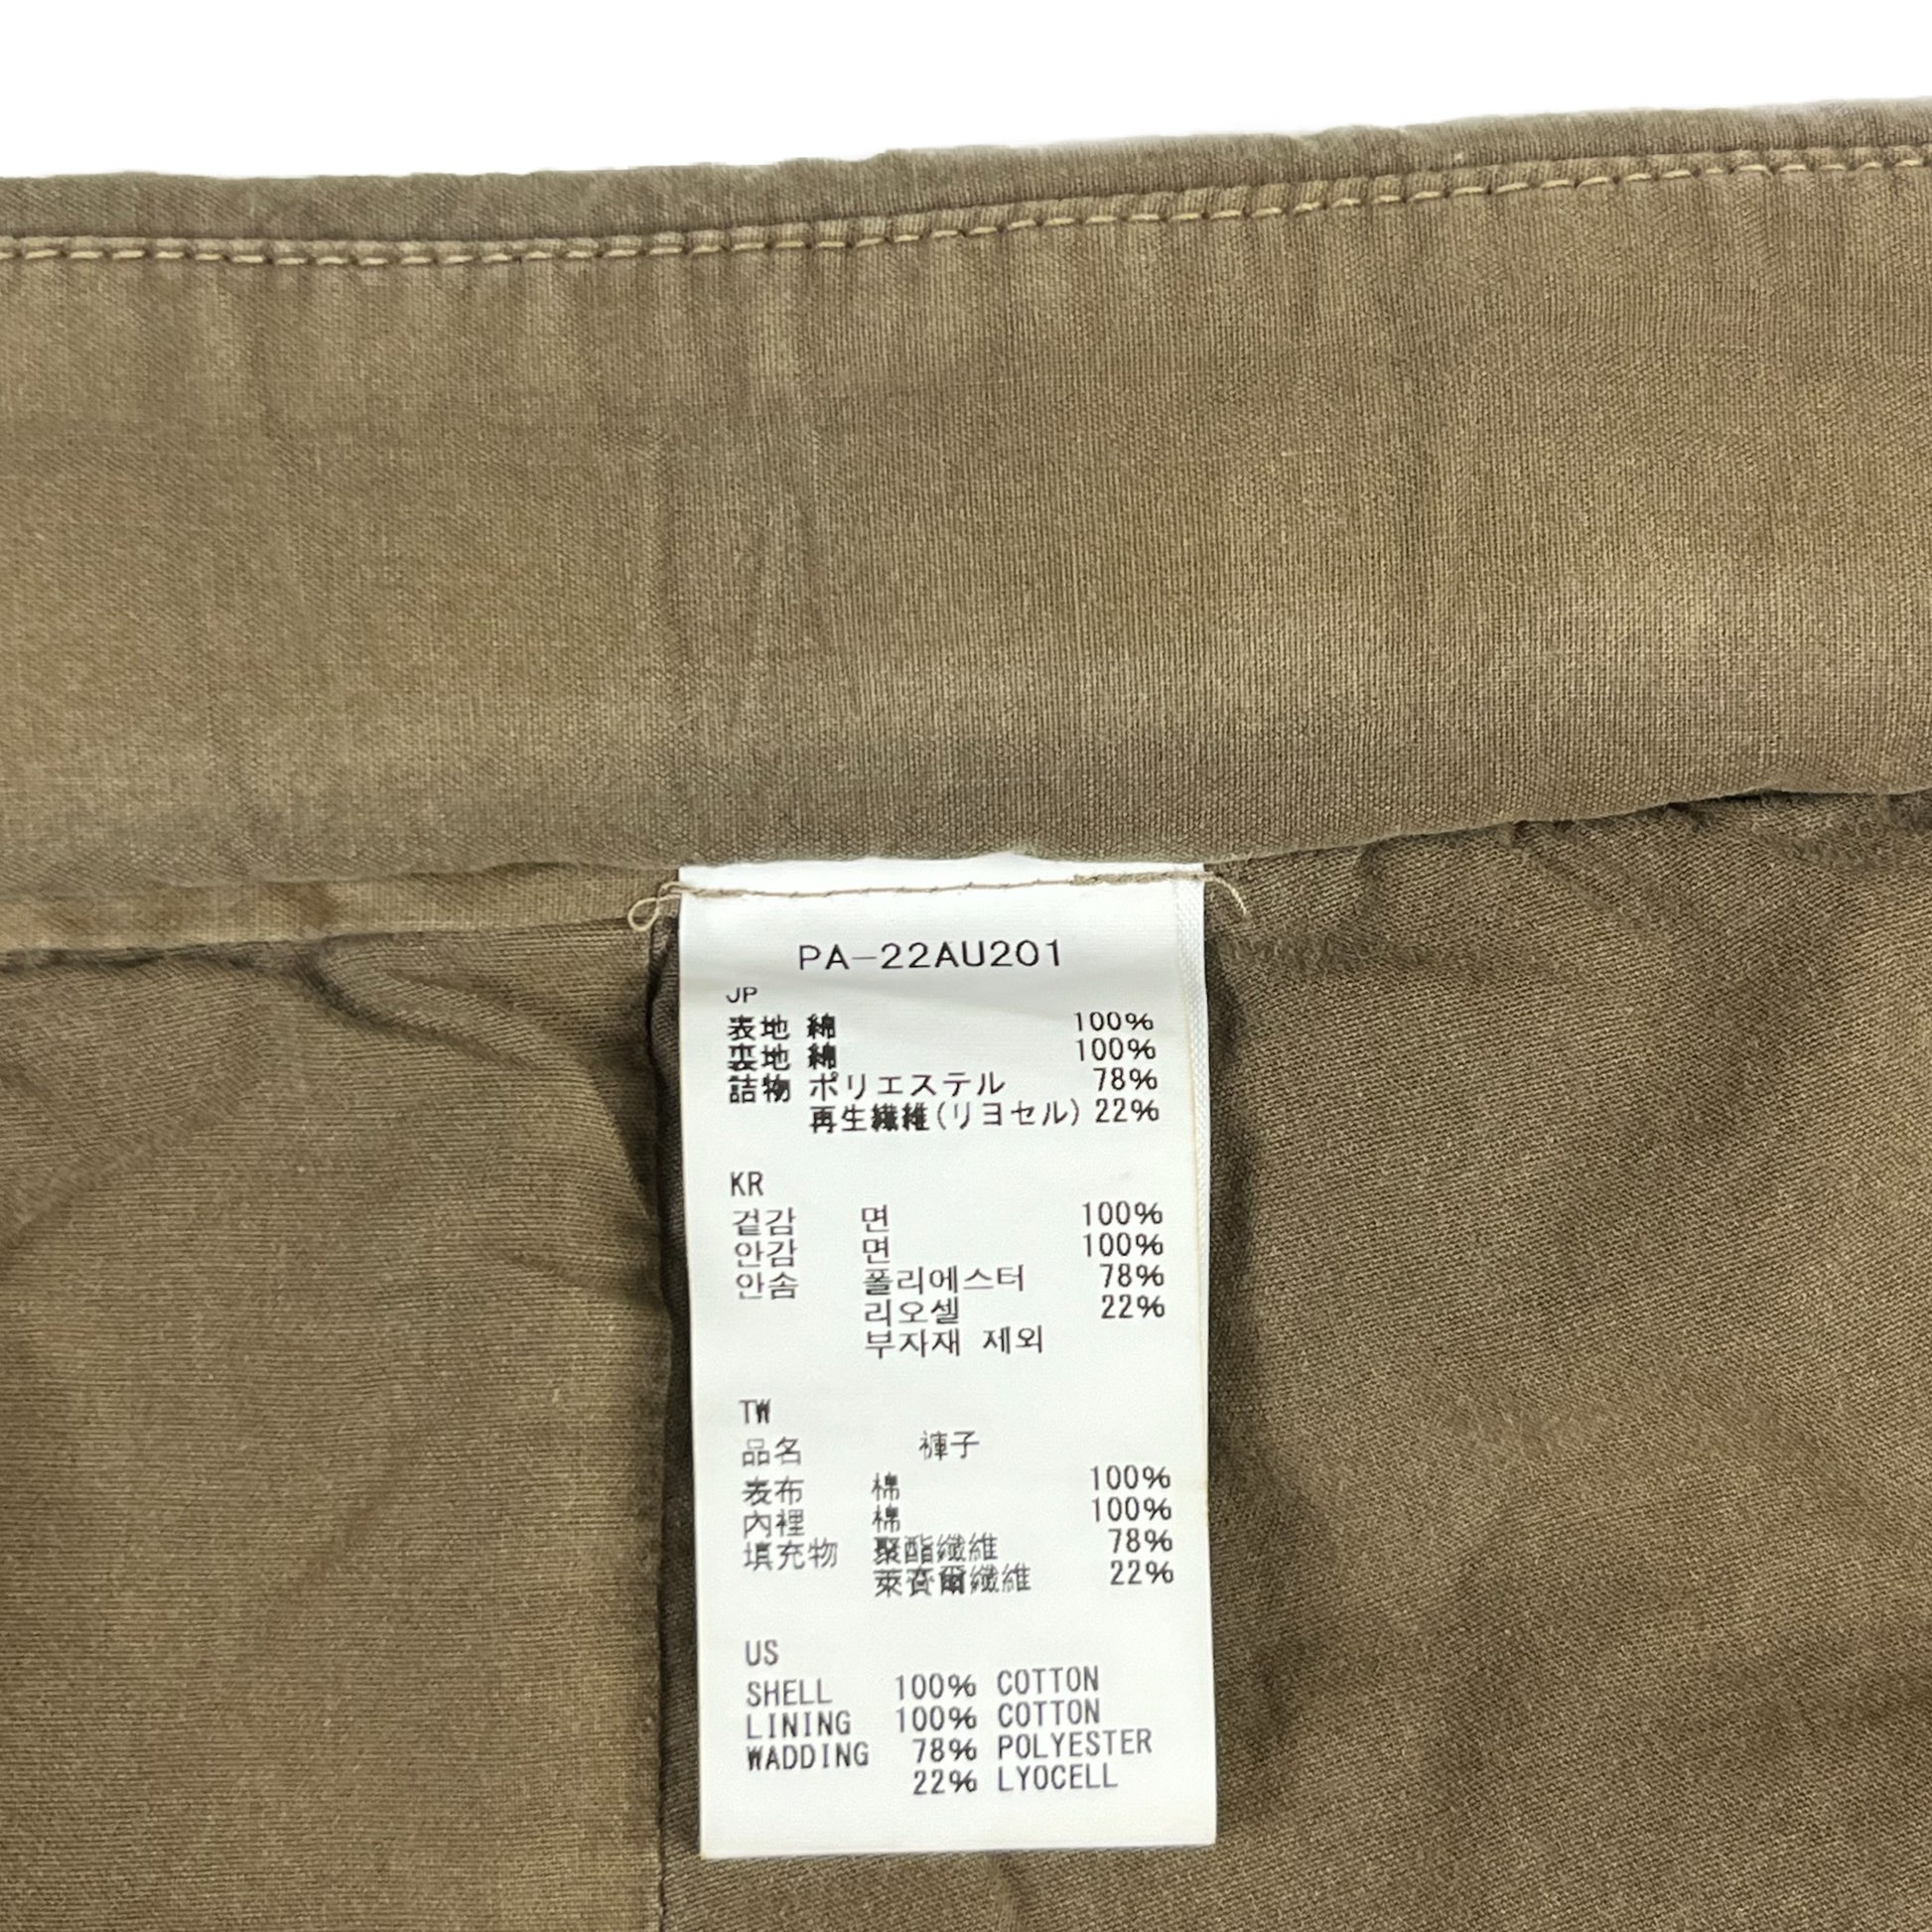 PA-22AU201
JP
表地 綿 100%
裏地 綿 100%
詰物 ポリエステル 78%
再生繊維(リヨセル) 22%
KR
겉감 면 100%
안감 면 100%
안솜 폴리에스터 78%
리오셀 22%
부자재 제외
TW
品名 褲子
表布 棉 100%
內裡 棉 100%
填充物 聚酯纖維 78%
萊賽爾纖維 22%
US
SHELL 100% COTTON
LINING 100% COTTON
WADDING 78% POLYESTER
22% LYOCELL